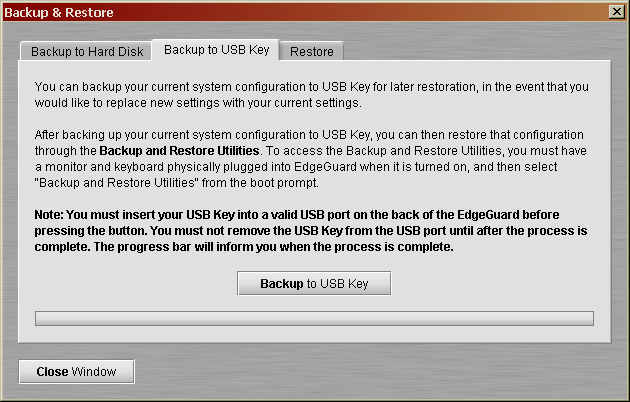 Backup & Restore
Backup to Hard Disk
Backup to USB Key
Restore
You can backup your current system configuration to USB Key for later restoration, in the event that you
would like to replace new settings with your current settings.
After backing up your current system configuration to USB Key, you can then restore that configuration
through the Backup and Restore Utilities. To access the Backup and Restore Utilities, you must have
a monitor and keyboard physically plugged into EdgeGuard when it is turned on, and then select
"Backup and Restore Utilities" from the boot prompt.
Note: You must insert your USB Key into a valid USB port on the back of the EdgeGuard before
pressing the button. You must not remove the USB Key from the USB port until after the process is
complete. The progress bar will inform you when the process is complete.
Backup to USB Key
Close Window